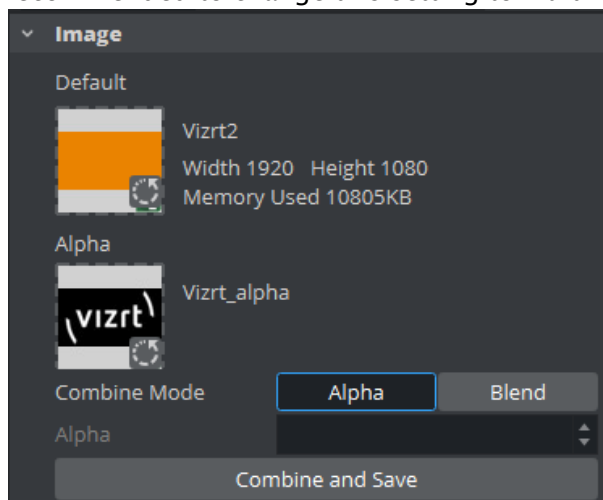 Image
Default
Vizrt2
Width 1920 Height 1080
Memory Used 10805KB
Alpha
Vizrt_alpha
vizrt
Combine Mode Alpha Blend
Alpha
Combine and Save